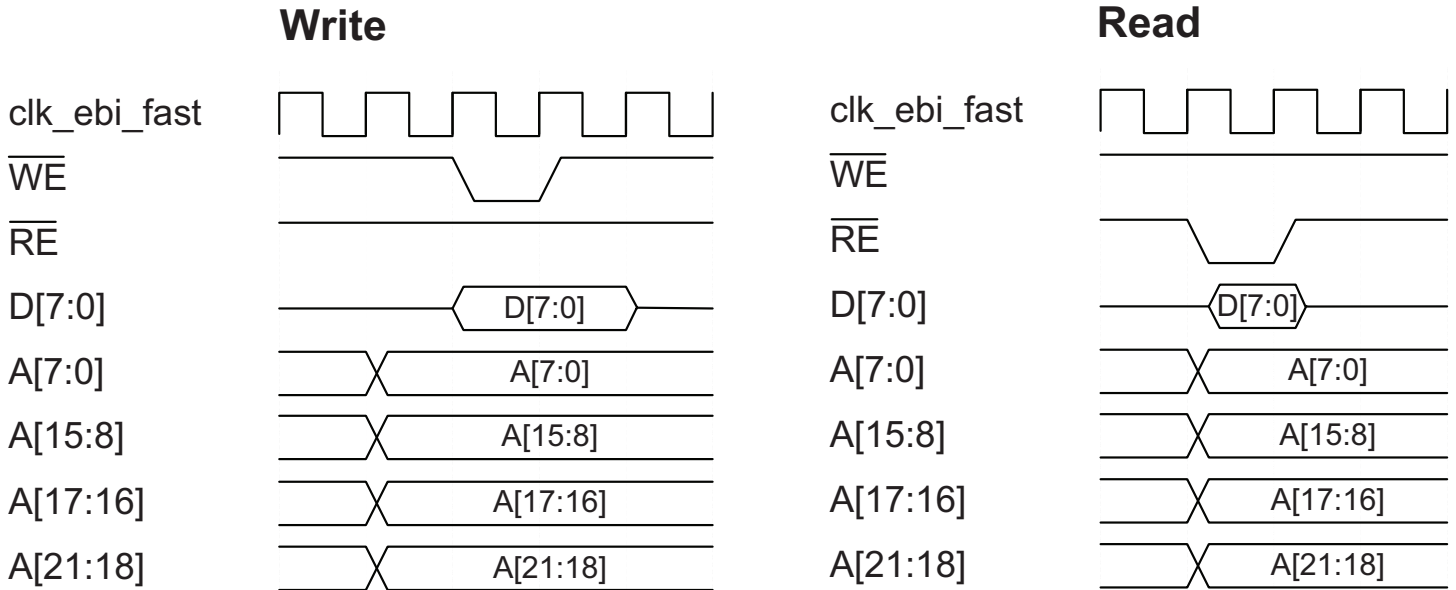 Write
clk_ebi_fast
WE
RE
D[7:0] D[7:0]
A[7:0] A[7:0]
A[15:8] A[15:8]
A[17:16] A[17:16]
A[21:18] A[21:18]
Read
clk_ebi_fast
WE
RE
D[7:0] D[7:0]
A[7:0] A[7:0]
A[15:8] A[15:8]
A[17:16] A[17:16]
A[21:18] A[21:18]